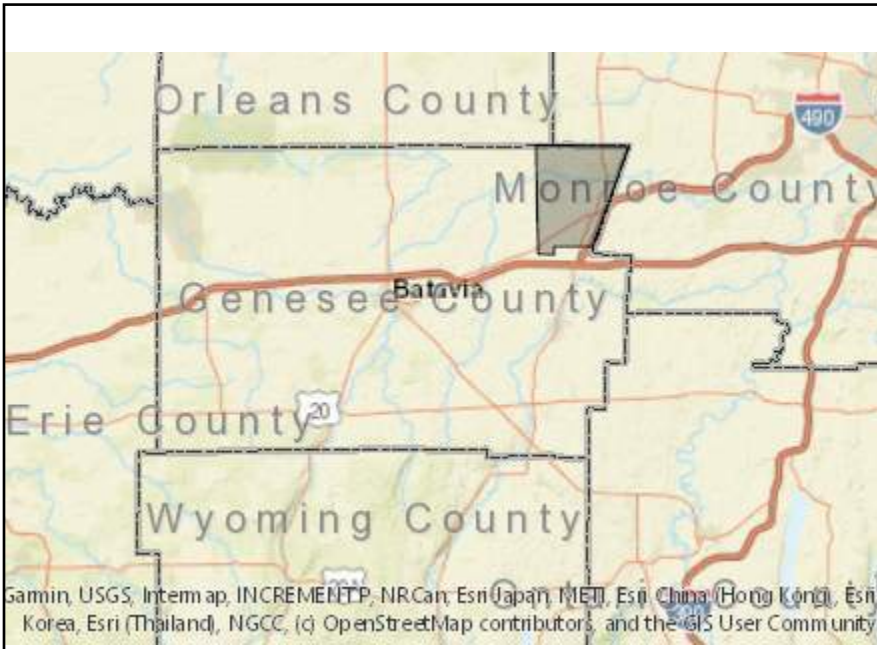 Orleans County
490
Monroe County
Batavia
Genesee County
20
Erie County
Wyoming County
Garmin, USGS, Intermap, INCREMENT P, NRCan, Esri Japan, METI, Esri China (Hong Kong), Esri
Korea, Esri (Thailand), NGCC, (c) OpenStreetMap contributors, and the GIS User Community